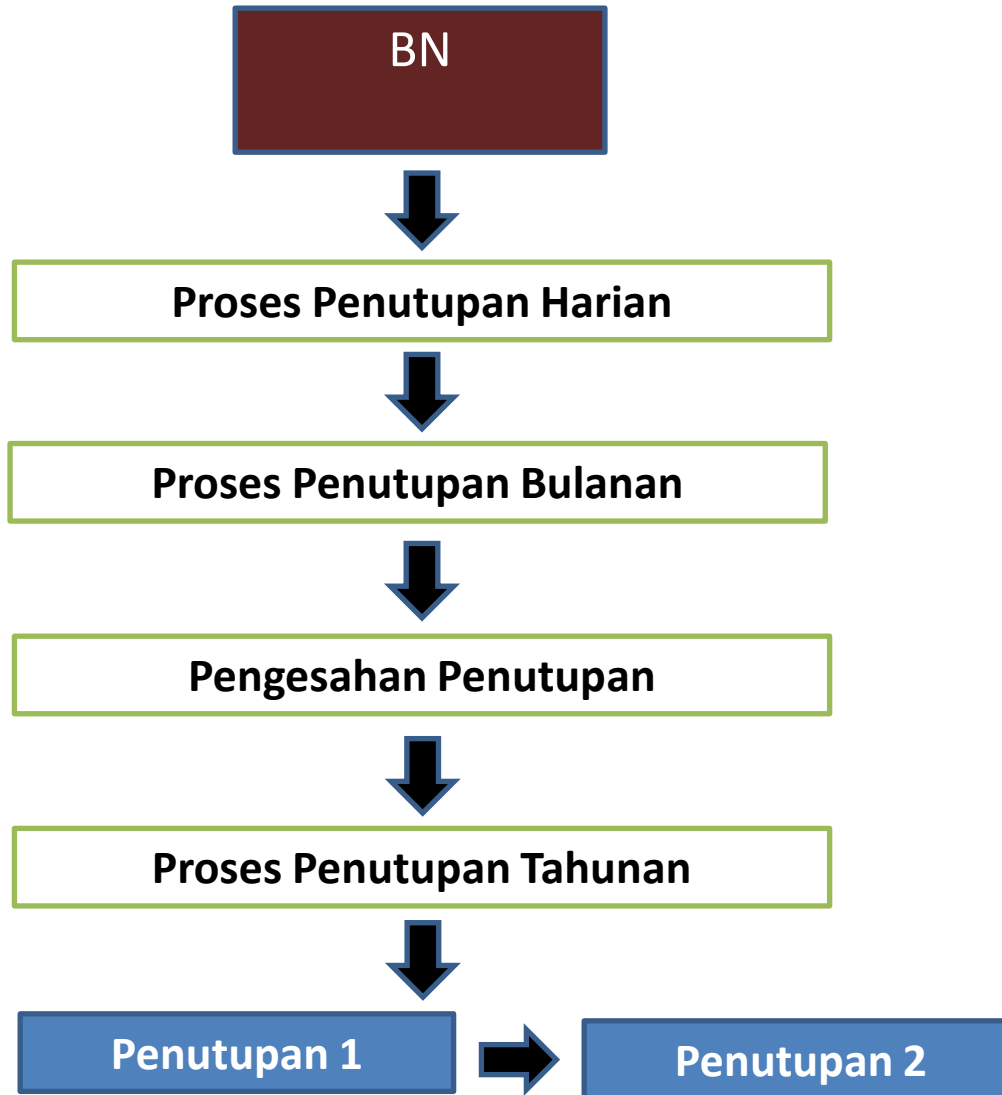 BN
Proses Penutupan Harian
Proses Penutupan Bulanan
Pengesahan Penutupan
Proses Penutupan Tahunan
Penutupan 1
Penutupan 2